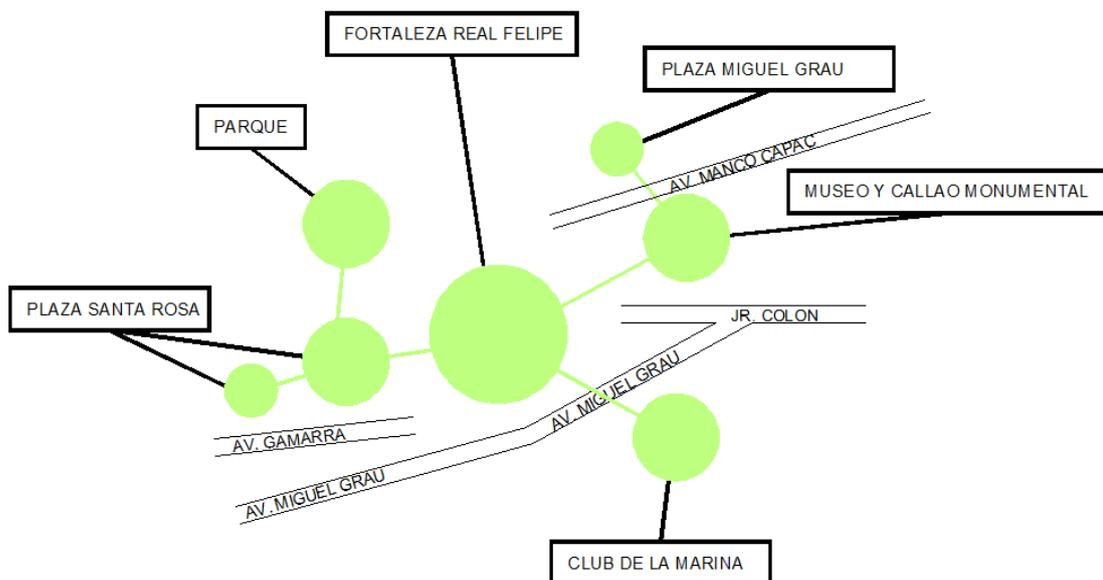 FORTALEZA REAL FELIPE
PLAZA MIGUEL GRAU
PARQUE
AV. MANCO CAPAC
MUSEO Y CALLAO MONUMENTAL
PLAZA SANTA ROSA
JR. COLON
AV. MIGUEL GRAU
AV. GAMARRA
AV. MIGUEL GRAU
CLUB DE LA MARINA